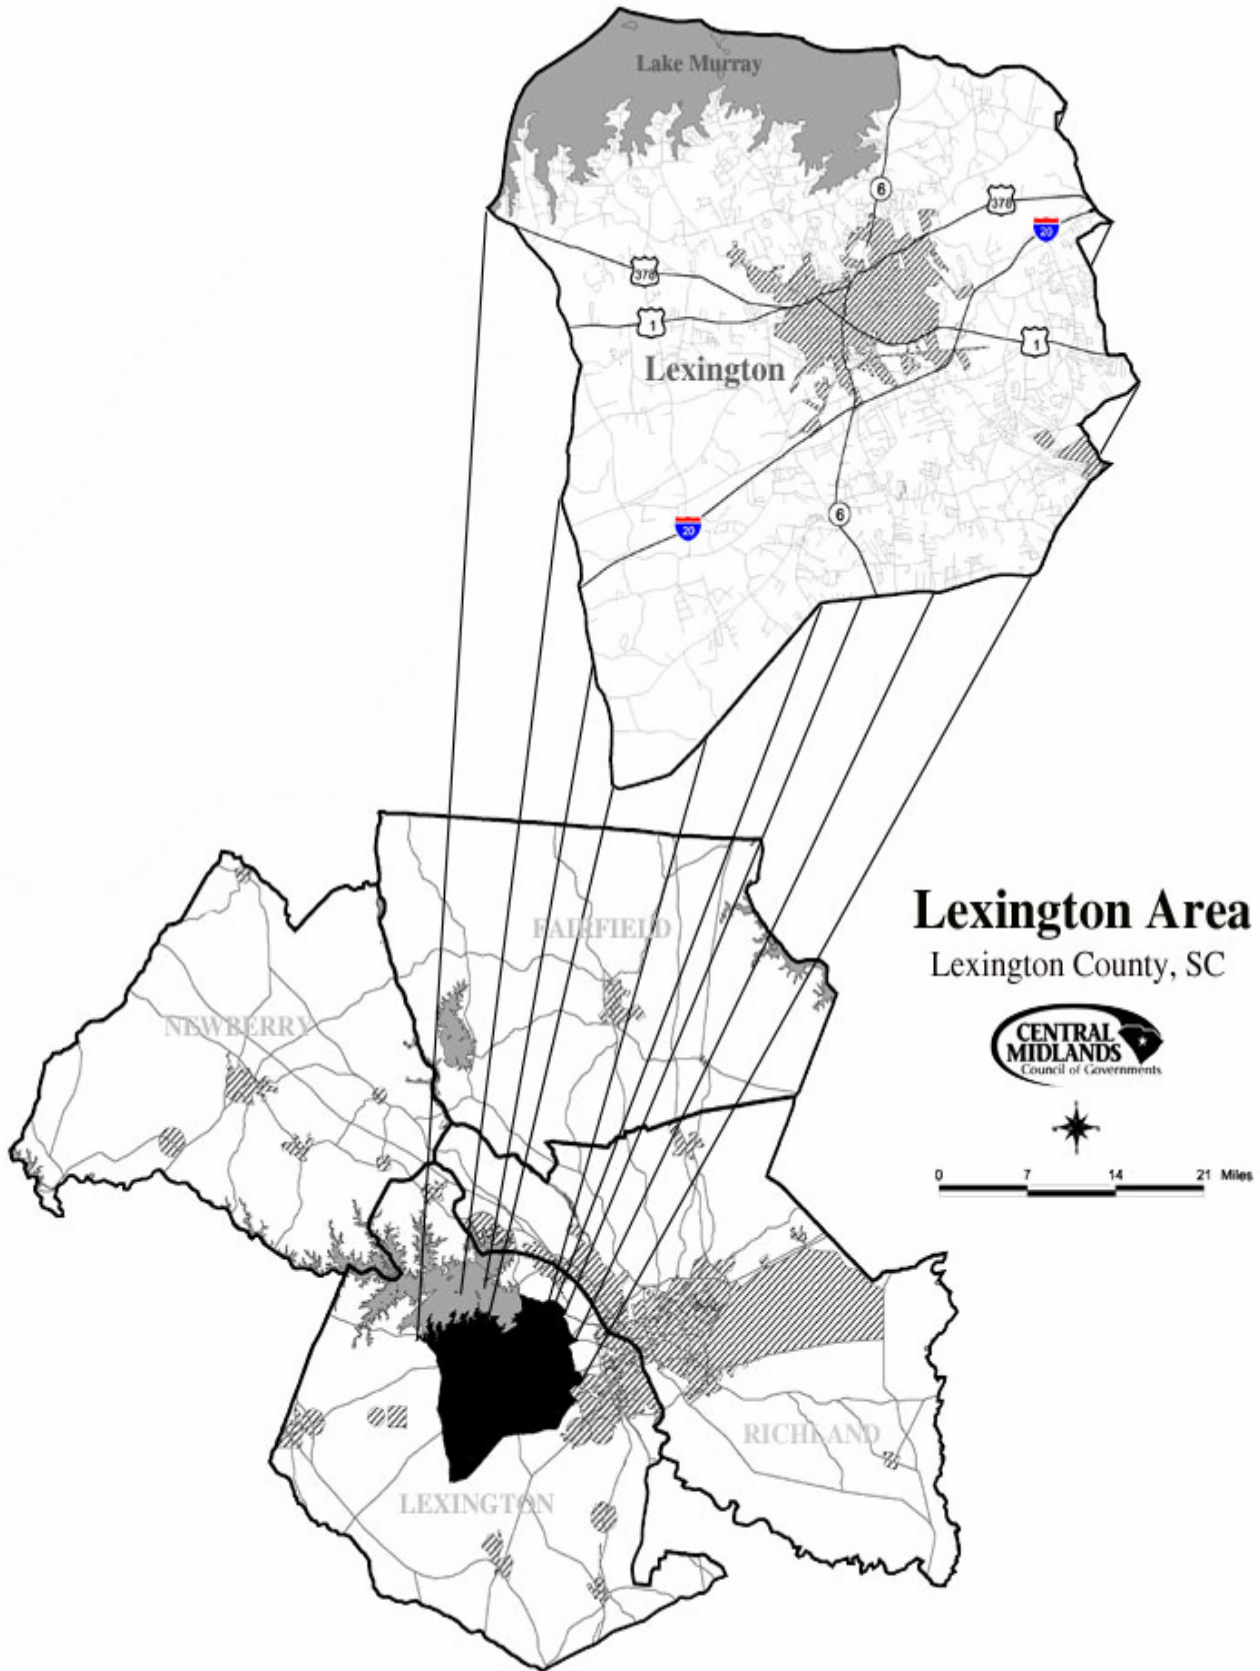 Lake Murray
6
378
20
378
1
1
Lexington
20
6
FAIRFIELD
Lexington Area
Lexington County, SC
NEWBERRY
CENTRAL
MIDLANDS
Council of Governments
0 7 14 21 Miles
RICHLAND
LEXINGTON